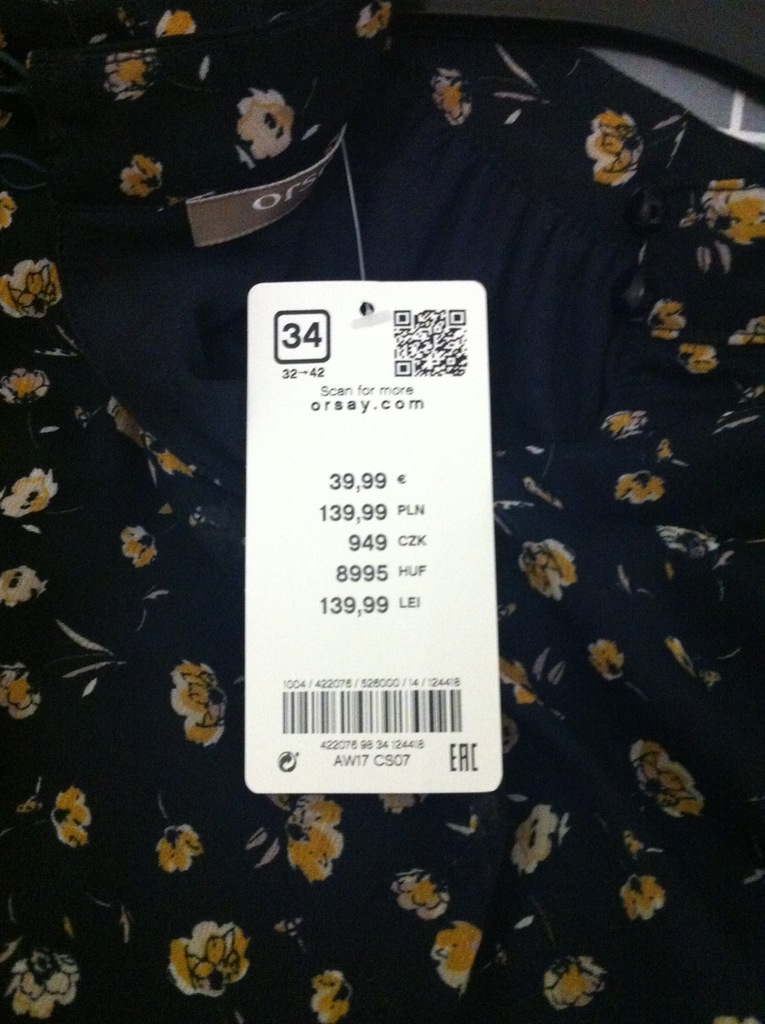 34
32→42
Scan for more
orsay.com
39,99 €
139,99 PLN
949 CZK
8995 HUF
139,99 LEI
1004 / 422076 / 526000 / 14 / 124418
422076 98 34 124418
AW17 CS07
EAC